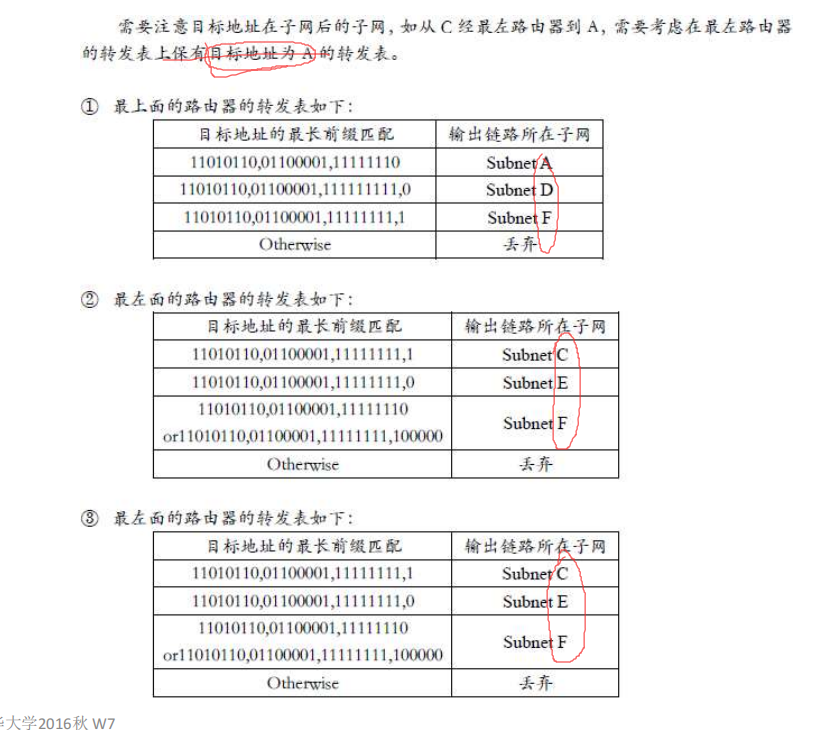 需要注意目标地址在子网后的子网，如从 C 经最左路由器到 A，需要考虑在最左路由器
的转发表上保有目标地址为 A 的转发表。
① 最上面的路由器的转发表如下：
目标地址的最长前缀匹配 输出链路所在子网
11010110,01100001,11111110 Subnet A
11010110,01100001,111111111,0 Subnet D
11010110,01100001,11111111,1 Subnet F
Otherwise 丢弃
② 最左面的路由器的转发表如下：
目标地址的最长前缀匹配 输出链路所在子网
11010110,01100001,11111111,1 Subnet C
11010110,01100001,11111111,0 Subnet E
11010110,01100001,11111110
or11010110,01100001,11111111,100000 Subnet F
Otherwise 丢弃
③ 最左面的路由器的转发表如下：
目标地址的最长前缀匹配 输出链路所在子网
11010110,01100001,11111111,1 Subnet C
11010110,01100001,11111111,0 Subnet E
11010110,01100001,11111110
or11010110,01100001,11111111,100000 Subnet F
Otherwise 丢弃
大学2016秋 W7